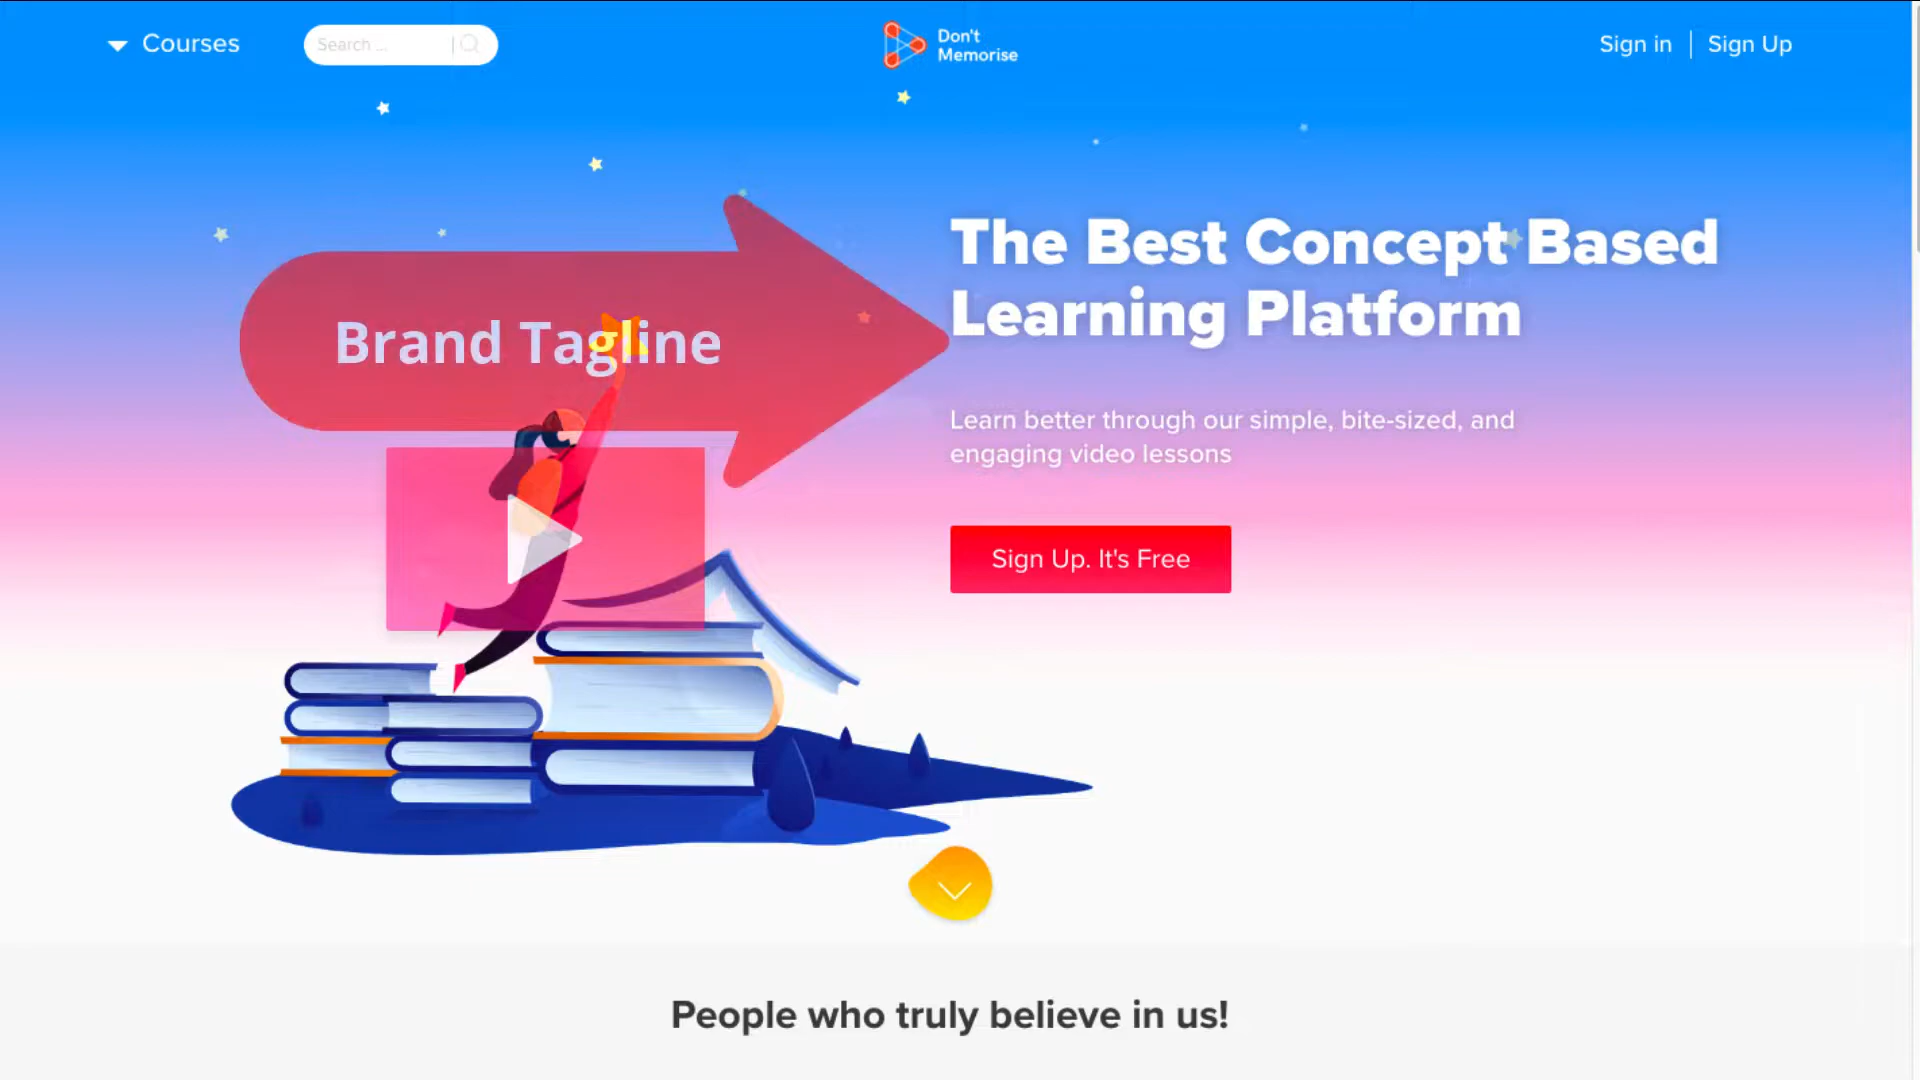 Courses
Search ...
Don't
Memorise
Sign in
Sign Up
The Best Concept Based
Learning Platform
Brand Tagline
Learn better through our simple, bite-sized, and
engaging video lessons
Sign Up. It's Free
People who truly believe in us!